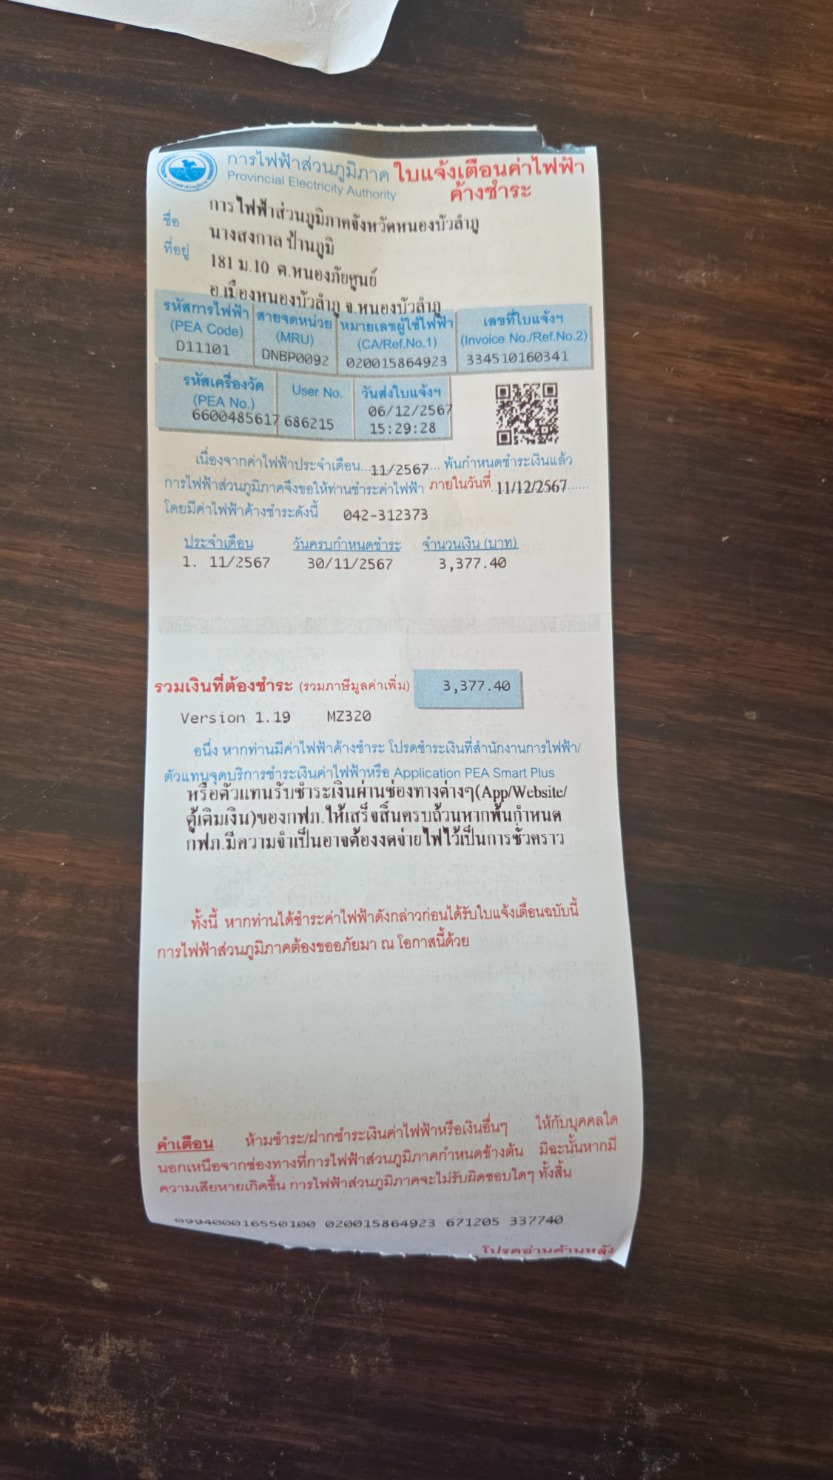 การไฟฟ้าส่วนภูมิภาค ใบแจ้งเตือนค่าไฟฟ้า
Provincial Electricity Authority ค้างชำระ
การไฟฟ้าส่วนภูมิภาคจังหวัดหนองบัวลำภู
ชื่อ นางสงกาล ป้านภูมิ
ที่อยู่ 181 ม.10 ต.หนองภัยศูนย์
อ.เมืองหนองบัวลำภู จ.หนองบัวลำภู
รหัสการไฟฟ้า สายจดหน่วย หมายเลขผู้ใช้ไฟฟ้า เลขที่ใบแจ้งฯ
(PEA Code) (MRU) (CA/Ref.No.1) (Invoice No./Ref.No.2)
D11101 DNBP0092 020015864923 334510160341
รหัสเครื่องวัด User No. วันส่งใบแจ้งฯ
(PEA No.) 06/12/2567
6600485617 686215 15:29:28
เนื่องจากค่าไฟฟ้าประจำเดือน...11/2567... พ้นกำหนดชำระเงินแล้ว
การไฟฟ้าส่วนภูมิภาคจึงขอให้ท่านชำระค่าไฟฟ้า ภายในวันที่ 11/12/2567......
โดยมีค่าไฟฟ้าค้างชำระดังนี้ 042-312373
ประจำเดือน วันครบกำหนดชำระ จำนวนเงิน (บาท)
1. 11/2567 30/11/2567 3,377.40
รวมเงินที่ต้องชำระ (รวมภาษีมูลค่าเพิ่ม) 3,377.40
Version 1.19 MZ320
อนึ่ง หากท่านมีค่าไฟฟ้าค้างชำระ โปรดชำระเงินที่สำนักงานการไฟฟ้า/
ตัวแทนจุดบริการชำระเงินค่าไฟฟ้าหรือ Application PEA Smart Plus
หรือตัวแทนรับชำระเงินผ่านช่องทางต่างๆ(App/Website/
ตู้เติมเงิน)ของกฟภ.ให้เสร็จสิ้นครบถ้วนหากพ้นกำหนด
กฟภ.มีความจำเป็นอาจต้องงดจ่ายไฟไว้เป็นการชั่วคราว
ทั้งนี้ หากท่านได้ชำระค่าไฟฟ้าดังกล่าวก่อนได้รับใบแจ้งเตือนฉบับนี้
การไฟฟ้าส่วนภูมิภาคต้องขออภัยมา ณ โอกาสนี้ด้วย
คำเตือน ห้ามชำระ/ฝากชำระเงินค่าไฟฟ้าหรือเงินอื่นๆ ให้กับบุคคลใด
นอกเหนือจากช่องทางที่การไฟฟ้าส่วนภูมิภาคกำหนดข้างต้น มิฉะนั้นหากมี
ความเสียหายเกิดขึ้น การไฟฟ้าส่วนภูมิภาคจะไม่รับผิดชอบใดๆ ทั้งสิ้น
099400016550100 020015864923 671205 337740
โปรดอ่านด้านหลัง